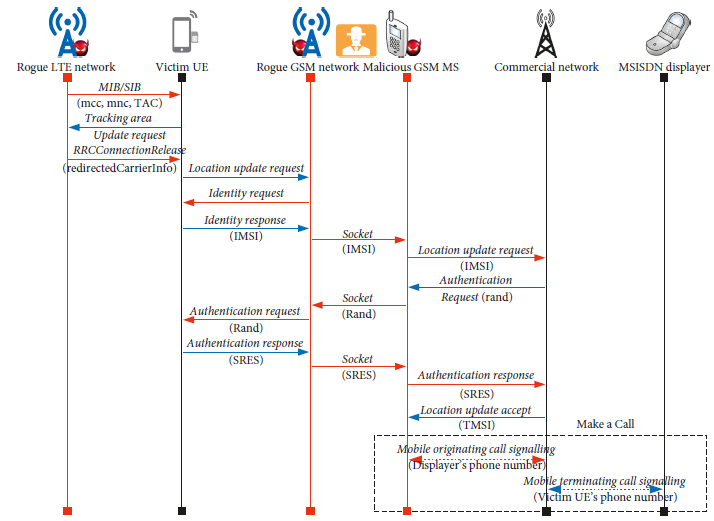 Rogue LTE network
Victim UE
Rogue GSM network
Malicious GSM MS
Commercial network
MSISDN displayer
MIB/SIB
(mcc, mnc, TAC)
Tracking area
Update request
RRCConnectionRelease
(redirectedCarrierInfo)
Location update request
Identity request
Identity response
(IMSI)
Socket
(IMSI)
Location update request
(IMSI)
Authentication
Request (rand)
Socket
(Rand)
Authentication request
(Rand)
Authentication response
(SRES)
Socket
(SRES)
Authentication response
(SRES)
Location update accept
(TMSI)
Make a Call
Mobile originating call signalling
(Displayer's phone number)
Mobile terminating call signalling
(Victim UE's phone number)